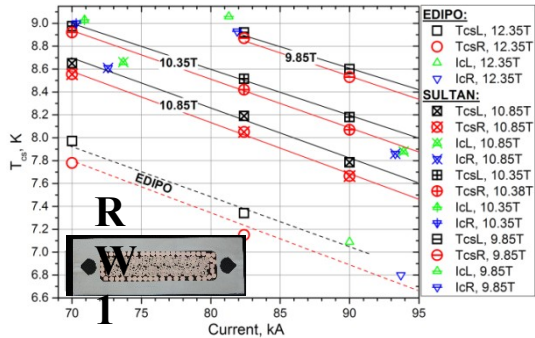 9.0
8.8
8.6
8.4
8.2
8.0
7.8
7.6
7.4
7.2
7.0
6.8
6.6
T_cs, K
70
75
80
85
90
95
Current, kA
10.35T
9.85T
10.85T
EDIPO
R
W
1
EDIPO:
TcsL, 12.35T
TcsR, 12.35T
IcL, 12.35T
IcR, 12.35T
SULTAN:
TcsL, 10.85T
TcsR, 10.85T
IcL, 10.85T
IcR, 10.85T
TcsL, 10.35T
TcsR, 10.38T
IcL, 10.35T
IcR, 10.35T
TcsL, 9.85T
TcsR, 9.85T
IcL, 9.85T
IcR, 9.85T